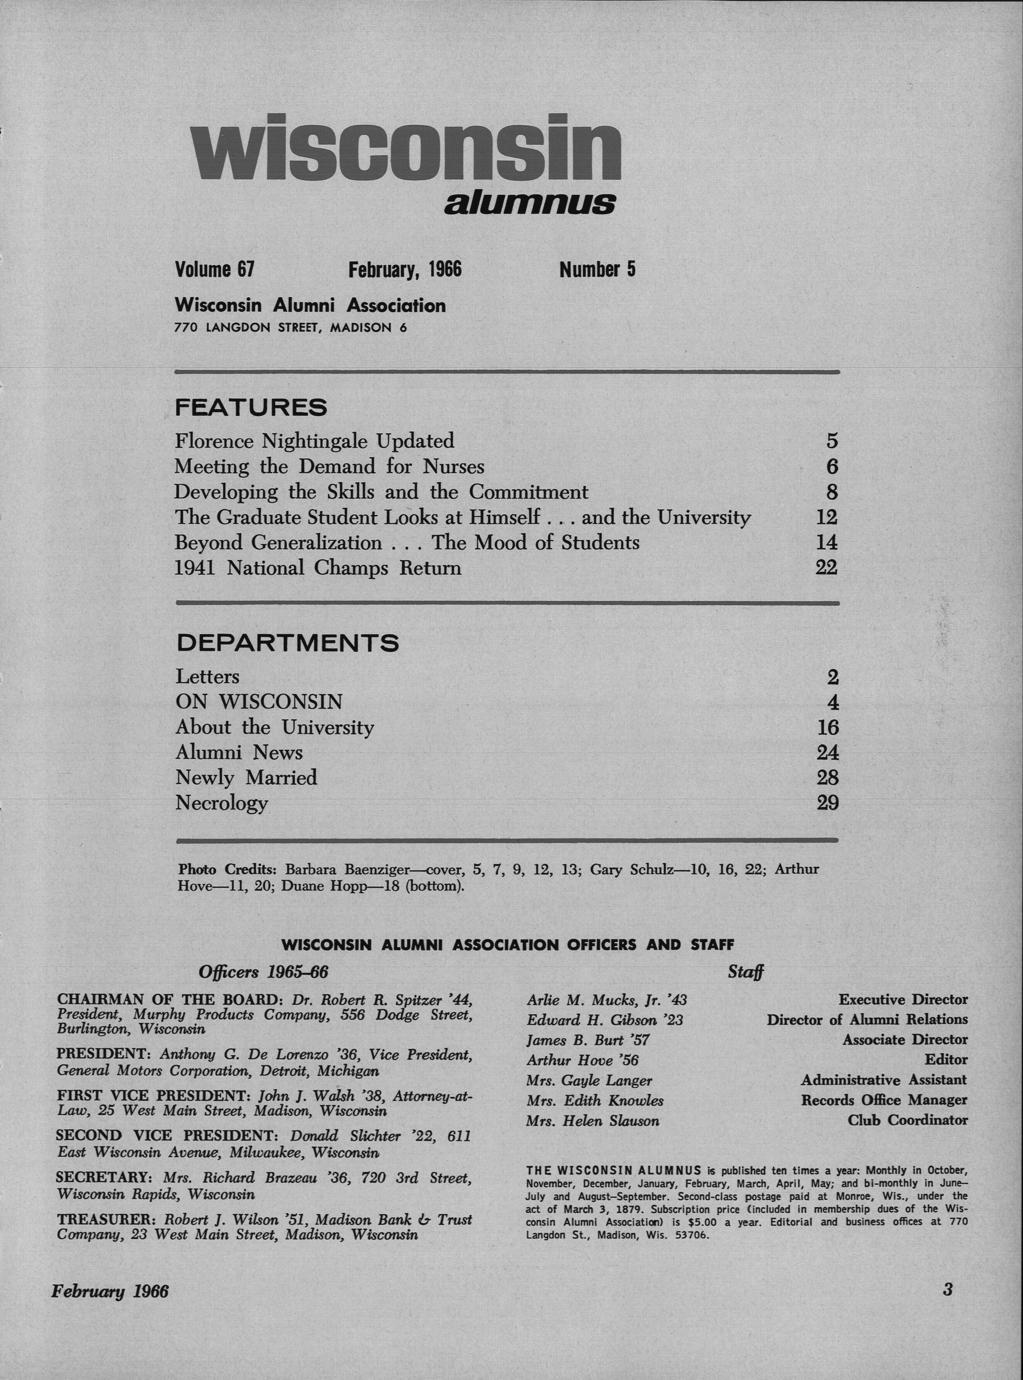 wisconsin
alumnus
Volume 67 February, 1966 Number 5
Wisconsin Alumni Association
770 LANGDON STREET, MADISON 6
FEATURES
Florence Nightingale Updated 5
Meeting the Demand for Nurses 6
Developing the Skills and the Commitment 8
The Graduate Student Looks at Himself . . . and the University 12
Beyond Generalization . . . The Mood of Students 14
1941 National Champs Return 22
DEPARTMENTS
Letters 2
ON WISCONSIN 4
About the University 16
Alumni News 24
Newly Married 28
Necrology 29
Photo Credits: Barbara Baenziger—cover, 5, 7, 9, 12, 13; Gary Schulz—10, 16, 22; Arthur
Hove—11, 20; Duane Hopp—18 (bottom).
WISCONSIN ALUMNI ASSOCIATION OFFICERS AND STAFF
Officers 1965–66
CHAIRMAN OF THE BOARD: Dr. Robert R. Spitzer '44,
President, Murphy Products Company, 556 Dodge Street,
Burlington, Wisconsin
PRESIDENT: Anthony G. De Lorenzo '36, Vice President,
General Motors Corporation, Detroit, Michigan
FIRST VICE PRESIDENT: John J. Walsh '38, Attorney-at-
Law, 25 West Main Street, Madison, Wisconsin
SECOND VICE PRESIDENT: Donald Slichter '22, 611
East Wisconsin Avenue, Milwaukee, Wisconsin
SECRETARY: Mrs. Richard Brazeau '36, 720 3rd Street,
Wisconsin Rapids, Wisconsin
TREASURER: Robert J. Wilson '51, Madison Bank & Trust
Company, 23 West Main Street, Madison, Wisconsin
Staff
Arlie M. Mucks, Jr. '43 Executive Director
Edward H. Gibson '23 Director of Alumni Relations
James B. Burt '57 Associate Director
Arthur Hove '56 Editor
Mrs. Gayle Langer Administrative Assistant
Mrs. Edith Knowles Records Office Manager
Mrs. Helen Slauson Club Coordinator
THE WISCONSIN ALUMNUS is published ten times a year: Monthly in October,
November, December, January, February, March, April, May; and bi-monthly in June–
July and August–September. Second-class postage paid at Monroe, Wis., under the
act of March 3, 1879. Subscription price (included in membership dues of the Wis-
consin Alumni Association) is $5.00 a year. Editorial and business offices at 770
Langdon St., Madison, Wis. 53706.
February 1966 3